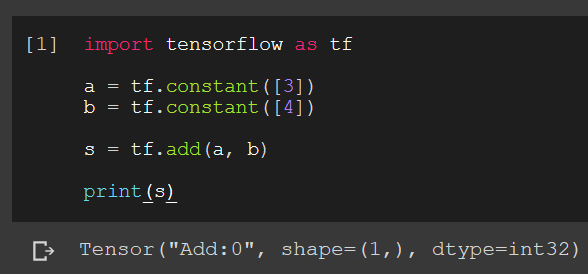 [1] import tensorflow as tf
a = tf.constant([3])
b = tf.constant([4])
s = tf.add(a, b)
print(s)
Tensor("Add:0", shape=(1,), dtype=int32)